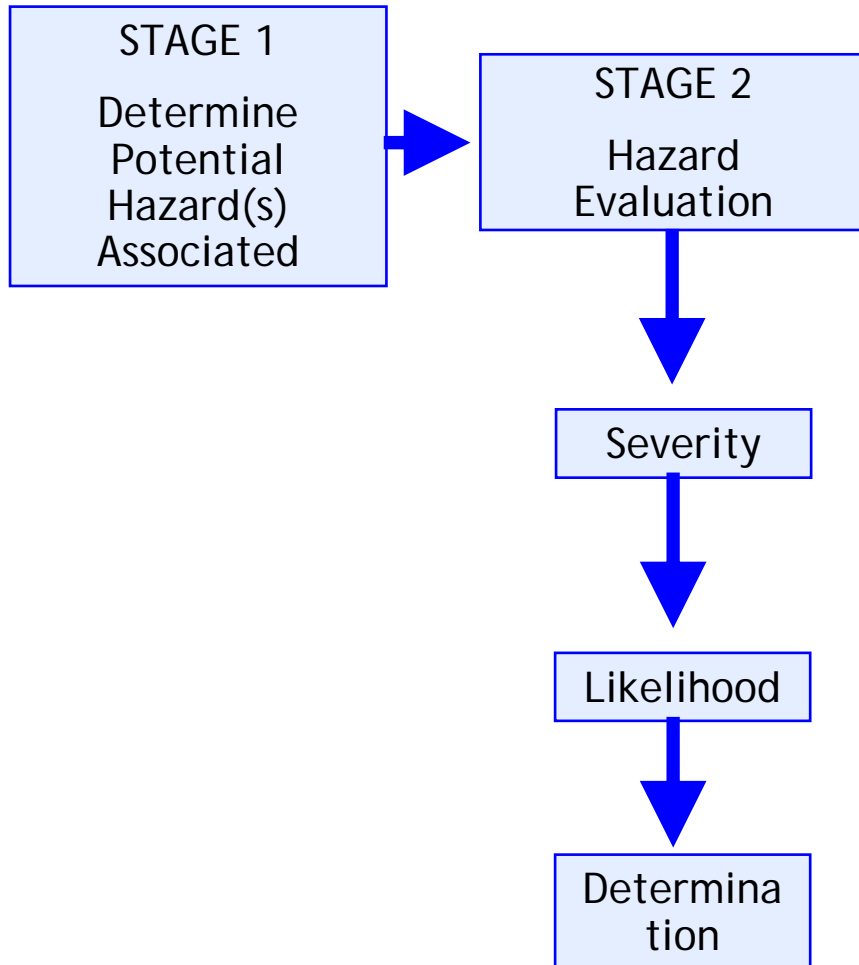 STAGE 1
Determine
Potential
Hazard(s)
Associated
STAGE 2
Hazard
Evaluation
Severity
Likelihood
Determina
tion